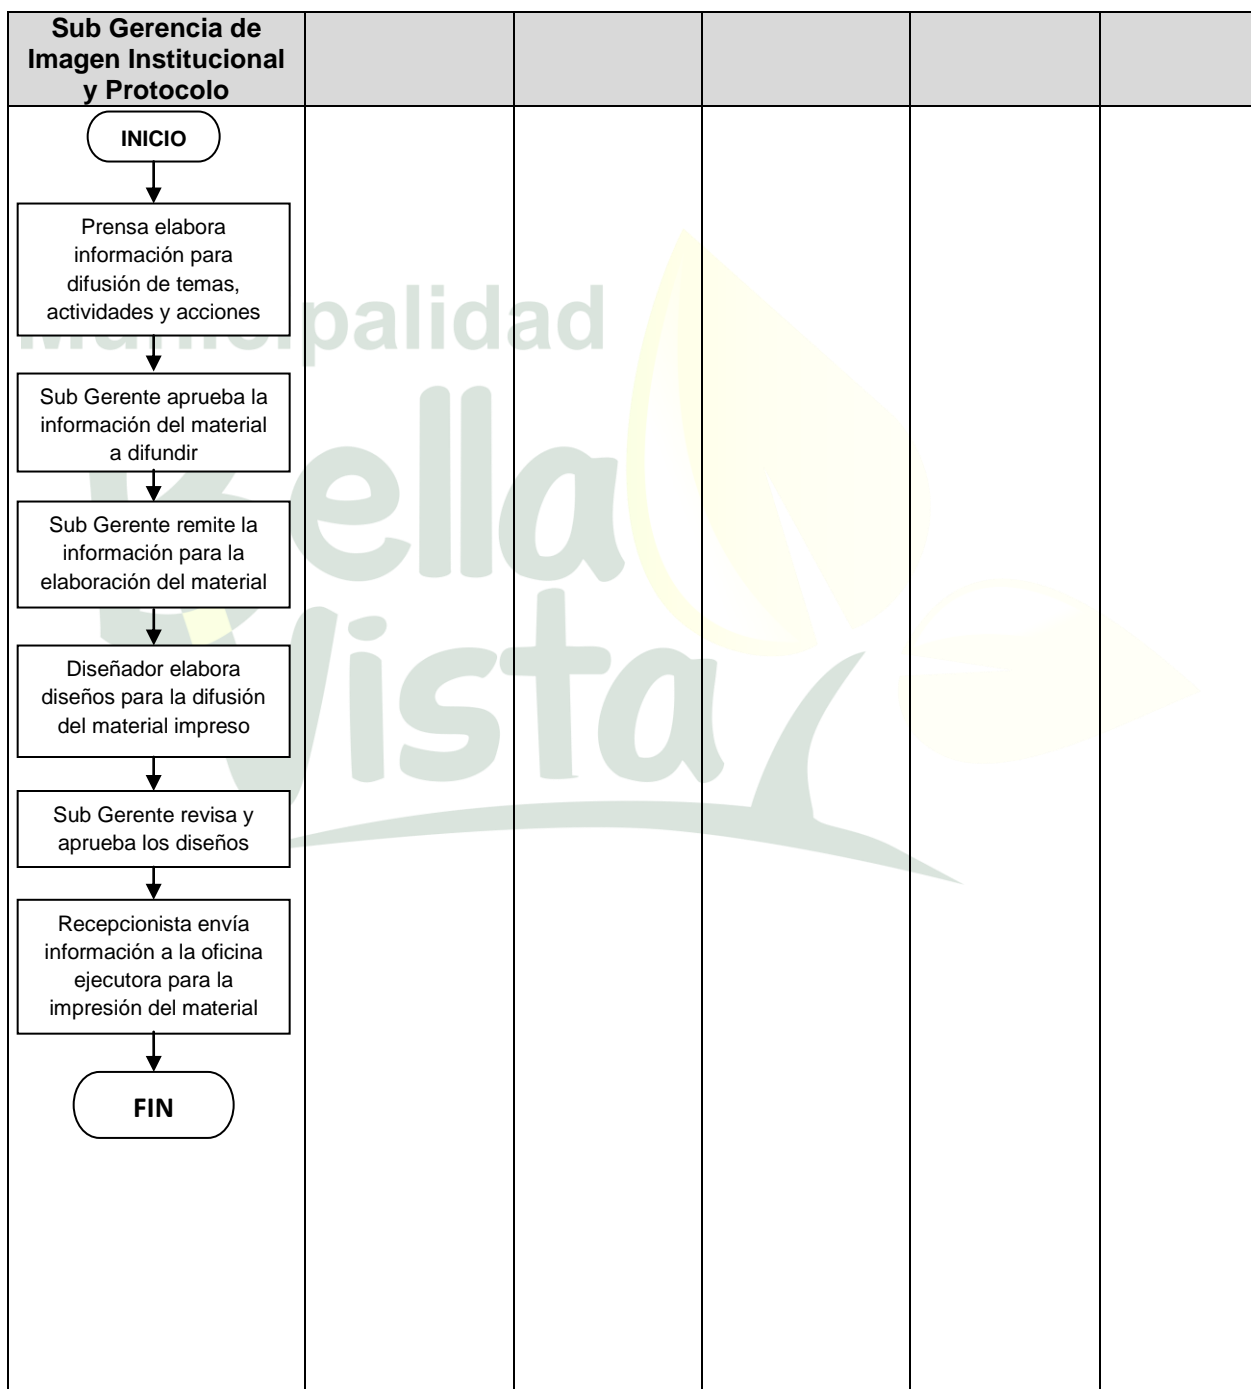 Sub Gerencia de
Imagen Institucional
y Protocolo
INICIO
Prensa elabora
información para
difusión de temas,
actividades y acciones
Municipalidad
Sub Gerente aprueba la
información del material
a difundir
Bella
Sub Gerente remite la
información para la
elaboración del material
Vista
Diseñador elabora
diseños para la difusión
del material impreso
Sub Gerente revisa y
aprueba los diseños
Recepcionista envía
información a la oficina
ejecutora para la
impresión del material
FIN